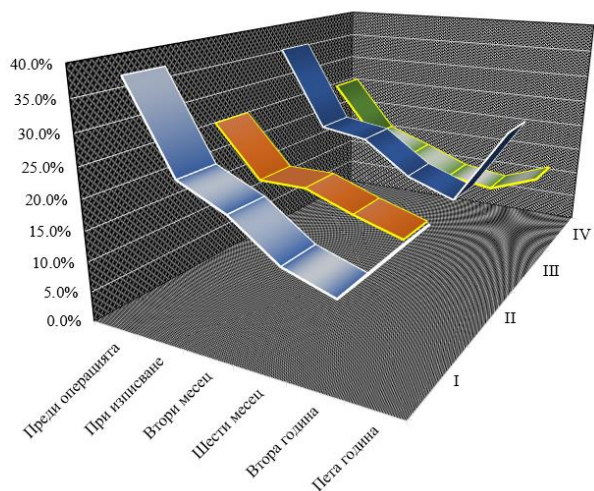 40.0%
35.0%
30.0%
25.0%
20.0%
15.0%
10.0%
5.0%
0.0%
Преди операцията
При изписване
Втори месец
Шести месец
Втора година
Пета година
I
II
III
IV